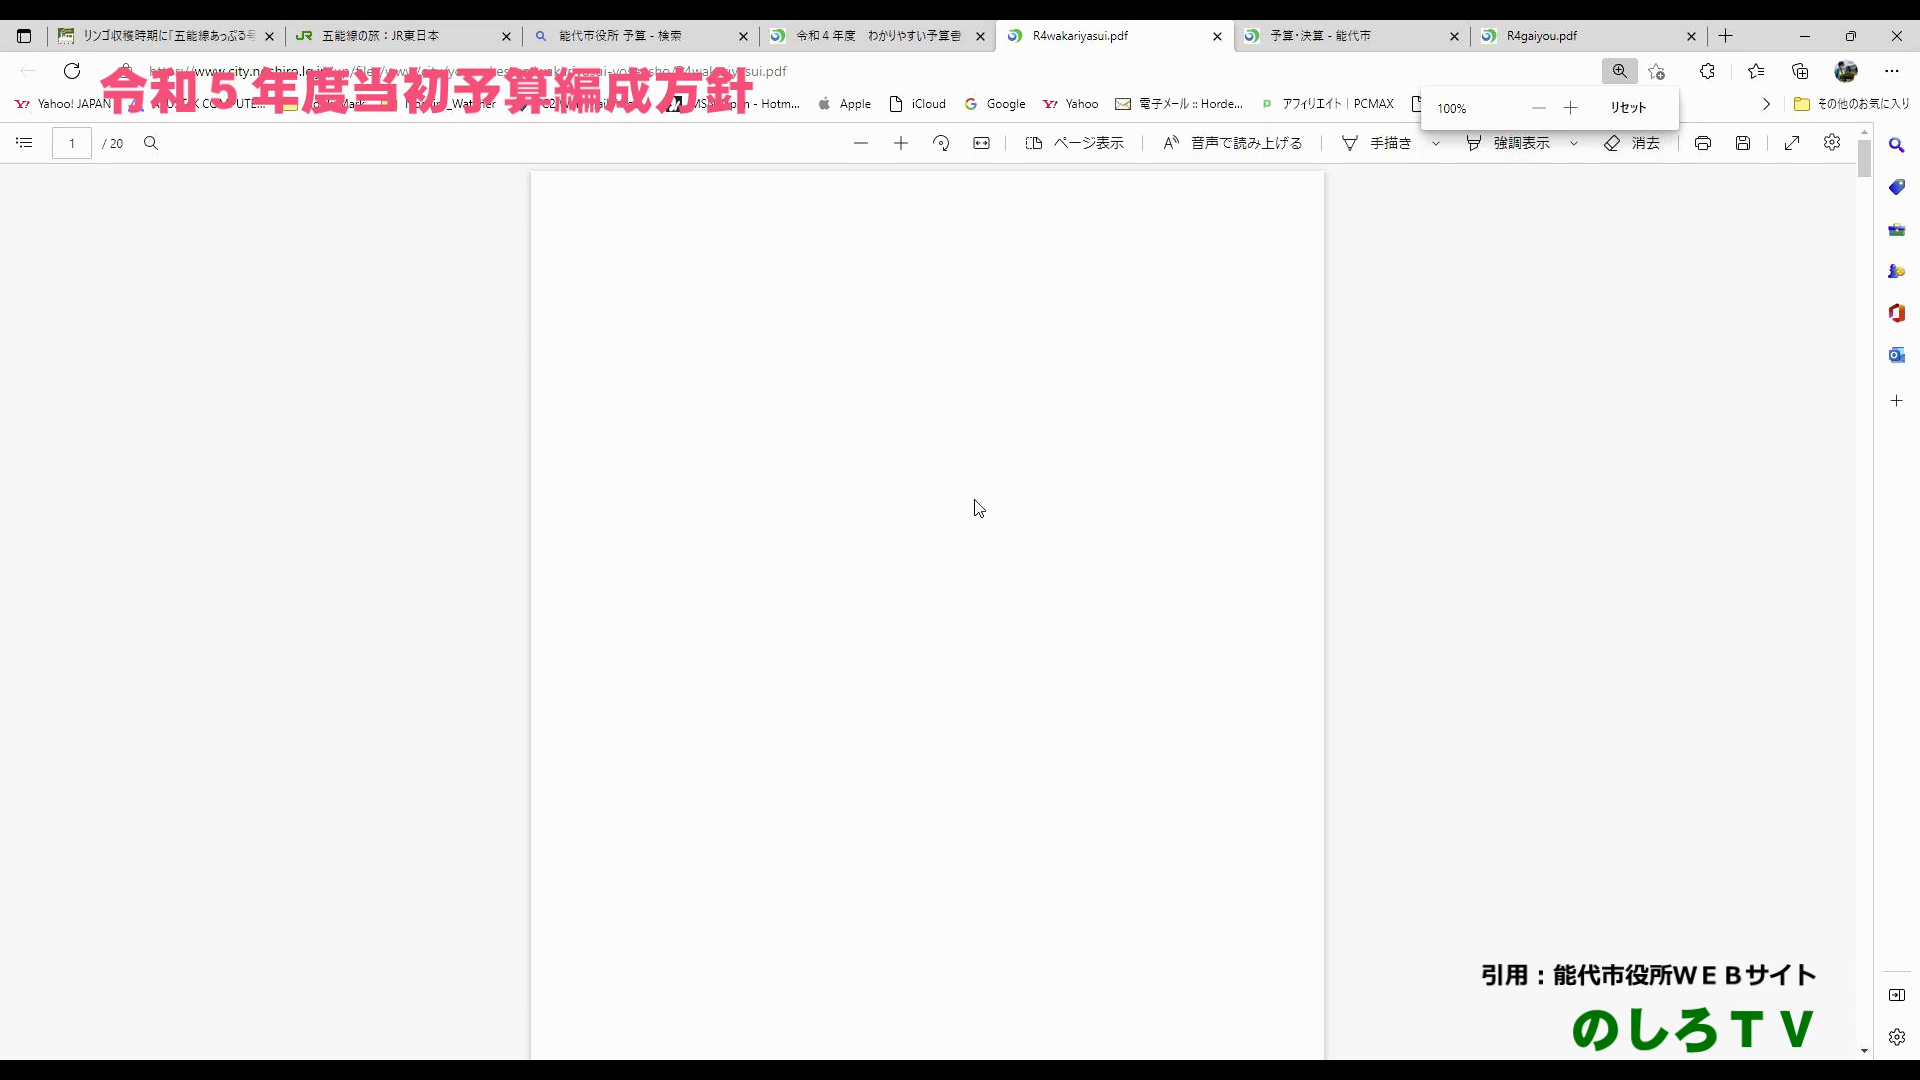 リンゴ収穫時期に「五能線あっぷる号
五能線の旅：JR東日本
能代市役所 予算 - 検索
令和４年度　わかりやすい予算書
R4wakariyasui.pdf
予算・決算 - 能代市
R4gaiyou.pdf
令和５年度当初予算編成方針
Yahoo! JAPAN
Apple
iCloud
Google
Yahoo
電子メール :: Horde...
アフィリエイト | PCMAX
100%
リセット
その他のお気に入り
1
/ 20
ページ表示
音声で読み上げる
手描き
強調表示
消去
引用：能代市役所ＷＥＢサイト
のしろＴＶ